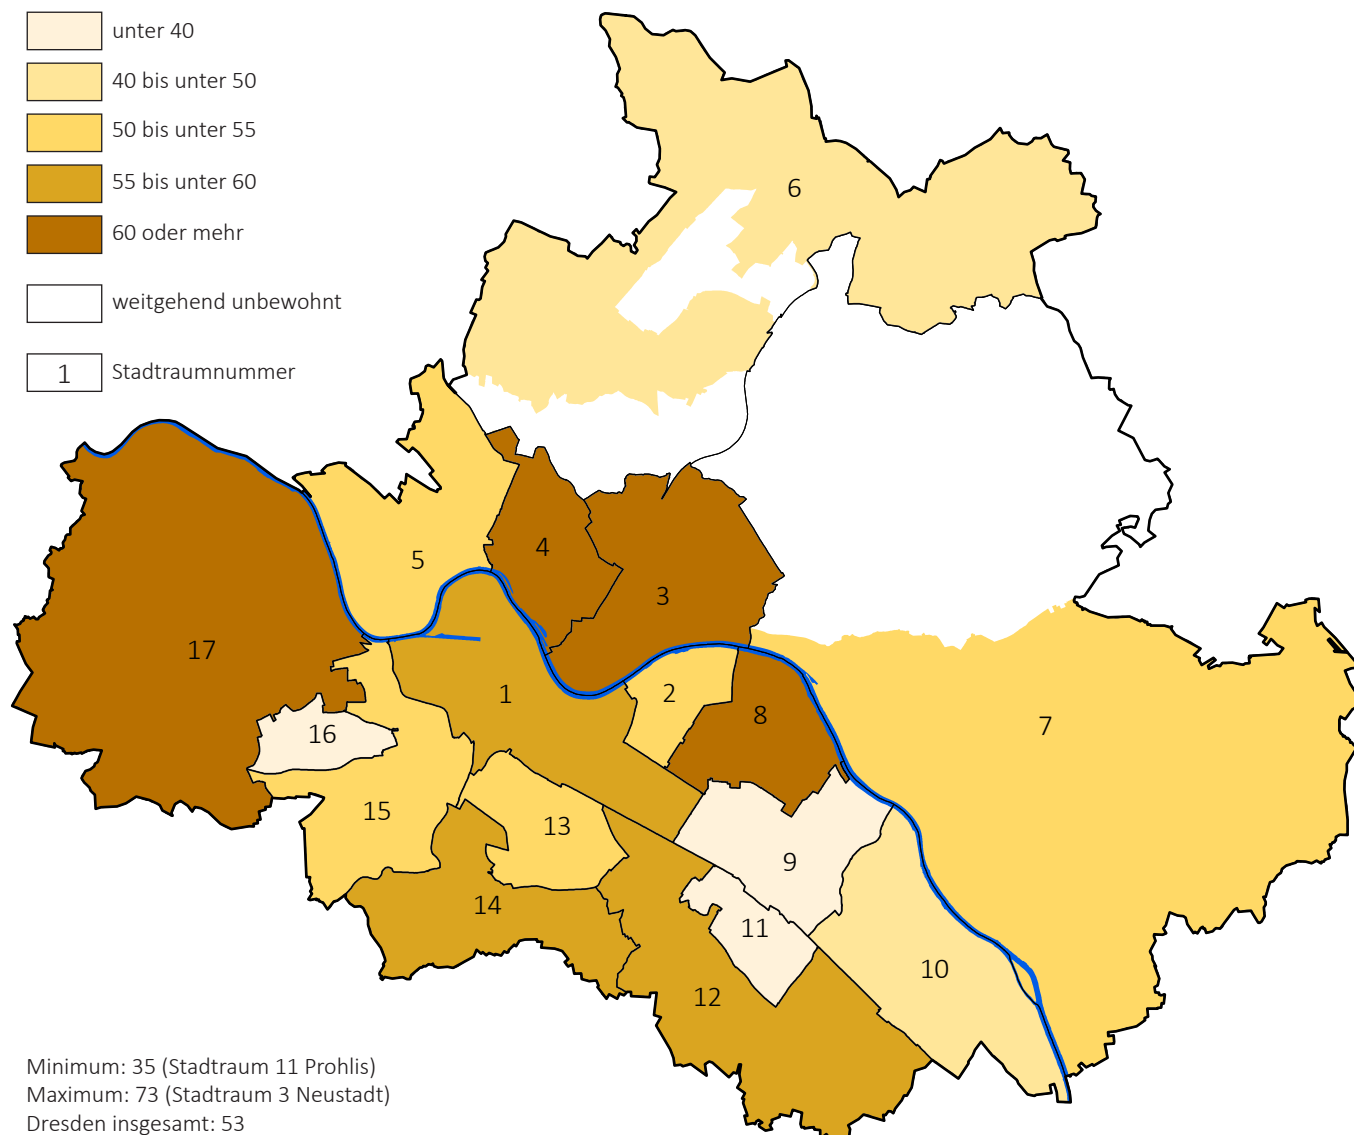 unter 40
40 bis unter 50
50 bis unter 55
55 bis unter 60
60 oder mehr
weitgehend unbewohnt
1 Stadtraumnummer
6
5
4
3
17
1
2
8
7
16
15
13
9
14
11
10
12
Minimum: 35 (Stadtraum 11 Prohlis)
Maximum: 73 (Stadtraum 3 Neustadt)
Dresden insgesamt: 53